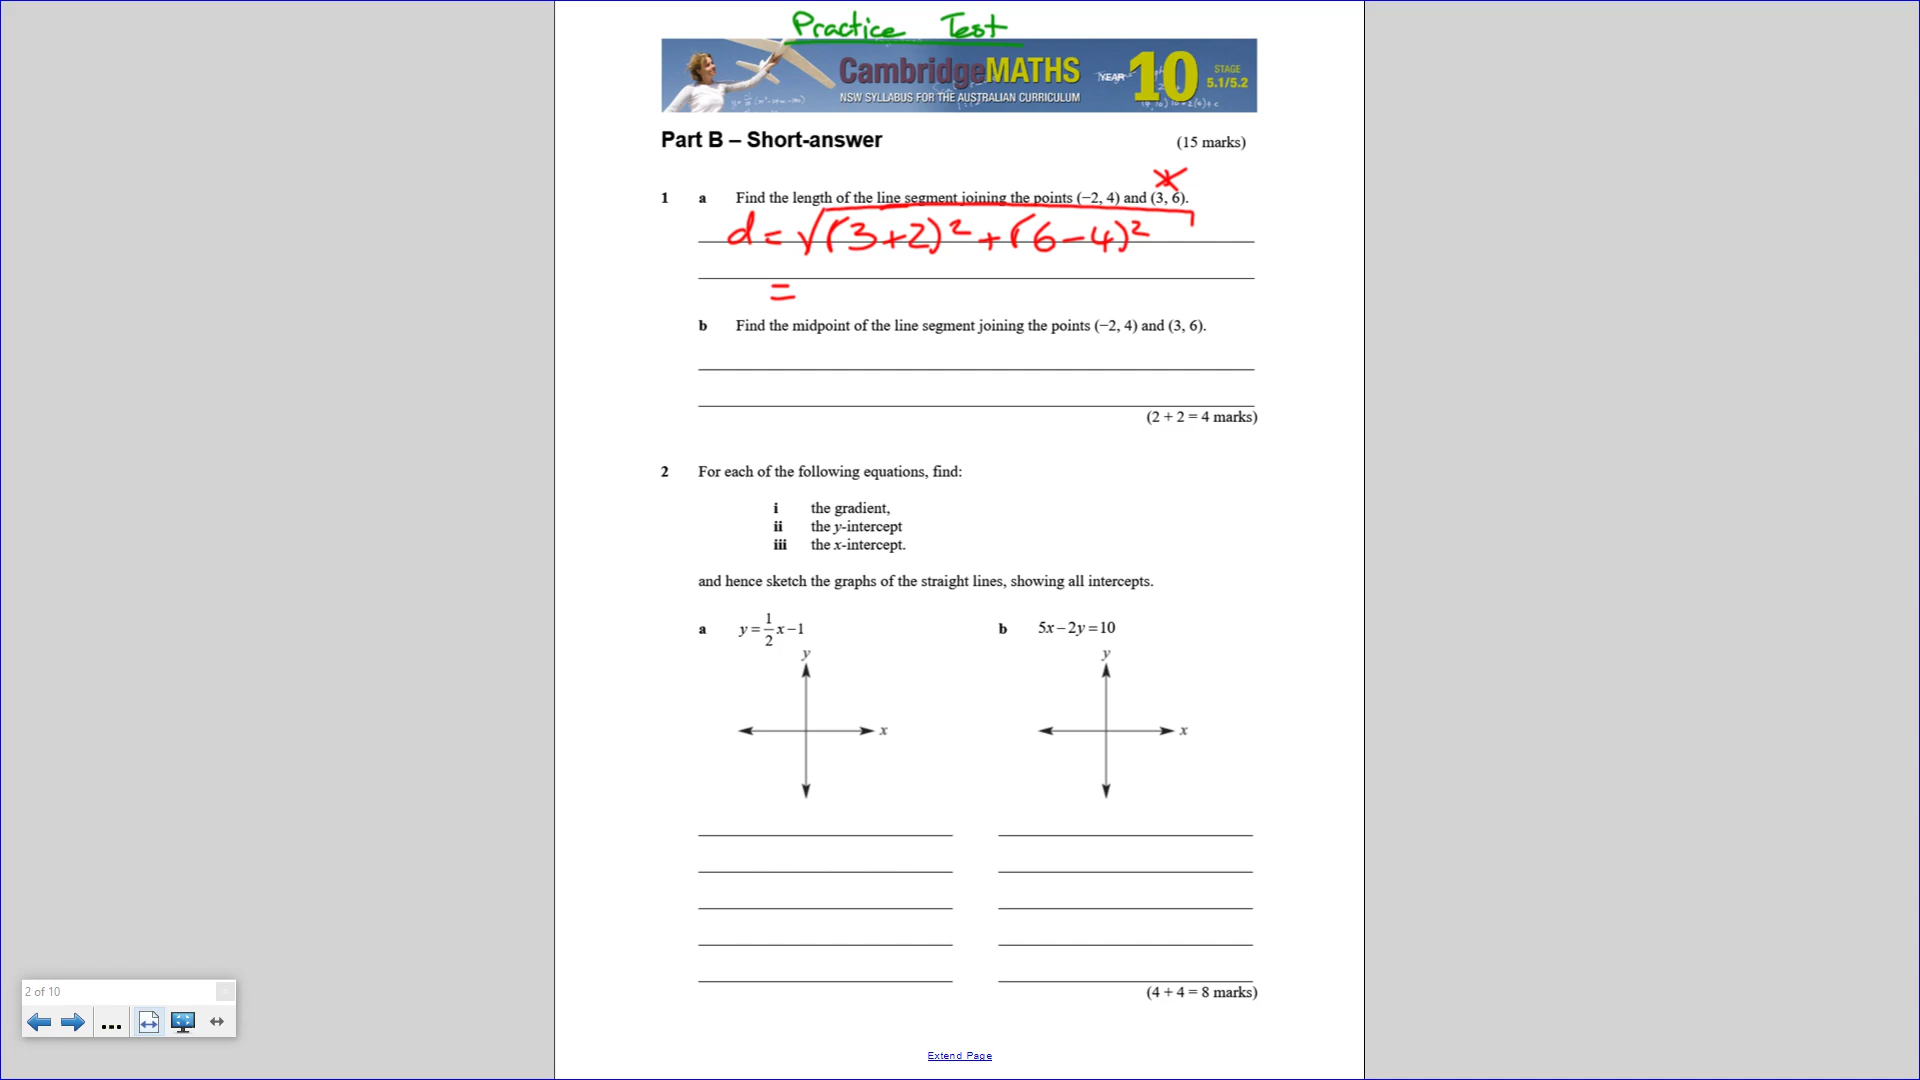 Practice Test
CambridgeMATHS YEAR 10 STAGE 5.1/5.2
NSW SYLLABUS FOR THE AUSTRALIAN CURRICULUM
Part B – Short-answer (15 marks)
1 a Find the length of the line segment joining the points (−2, 4) and (3, 6).
d = √(3+2)² + (6−4)²
=
b Find the midpoint of the line segment joining the points (−2, 4) and (3, 6).
(2 + 2 = 4 marks)
2 For each of the following equations, find:
i the gradient,
ii the y-intercept
iii the x-intercept.
and hence sketch the graphs of the straight lines, showing all intercepts.
a y = 1/2 x − 1 b 5x − 2y = 10
y y
x x
(4 + 4 = 8 marks)
2 of 10
...
Extend Page